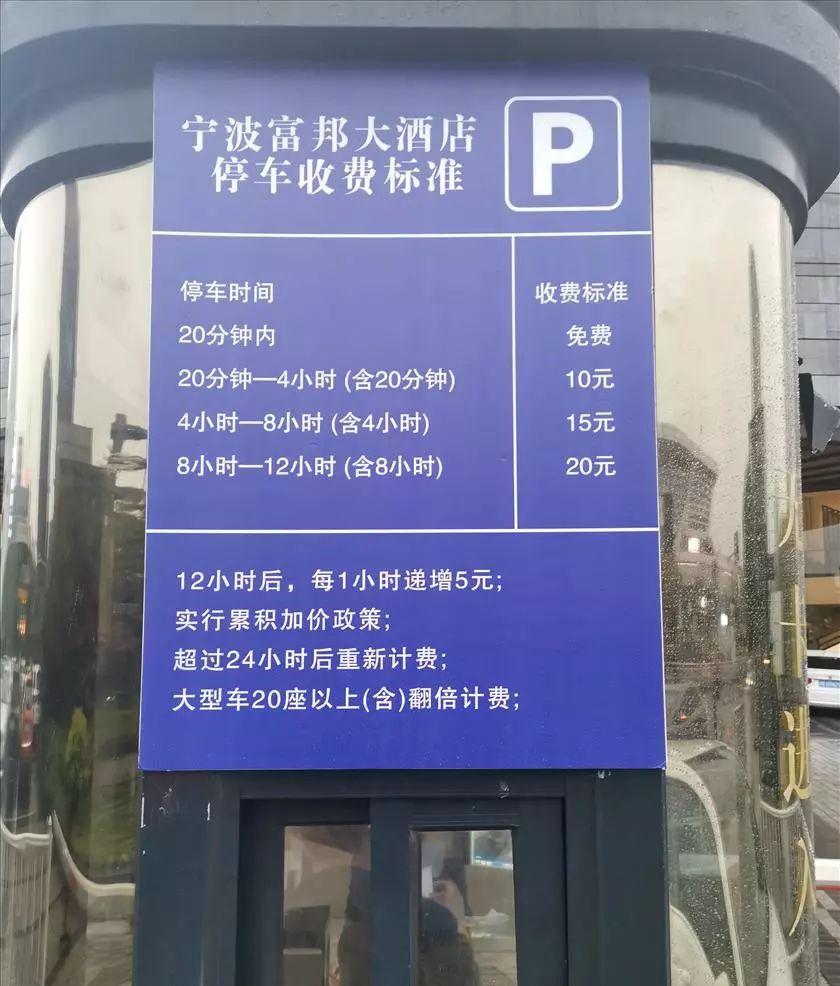 宁波富邦大酒店
停车收费标准
P
停车时间 收费标准
20分钟内 免费
20分钟—4小时 (含20分钟) 10元
4小时—8小时 (含4小时) 15元
8小时—12小时 (含8小时) 20元
12小时后，每1小时递增5元;
实行累积加价政策;
超过24小时后重新计费;
大型车20座以上(含)翻倍计费;